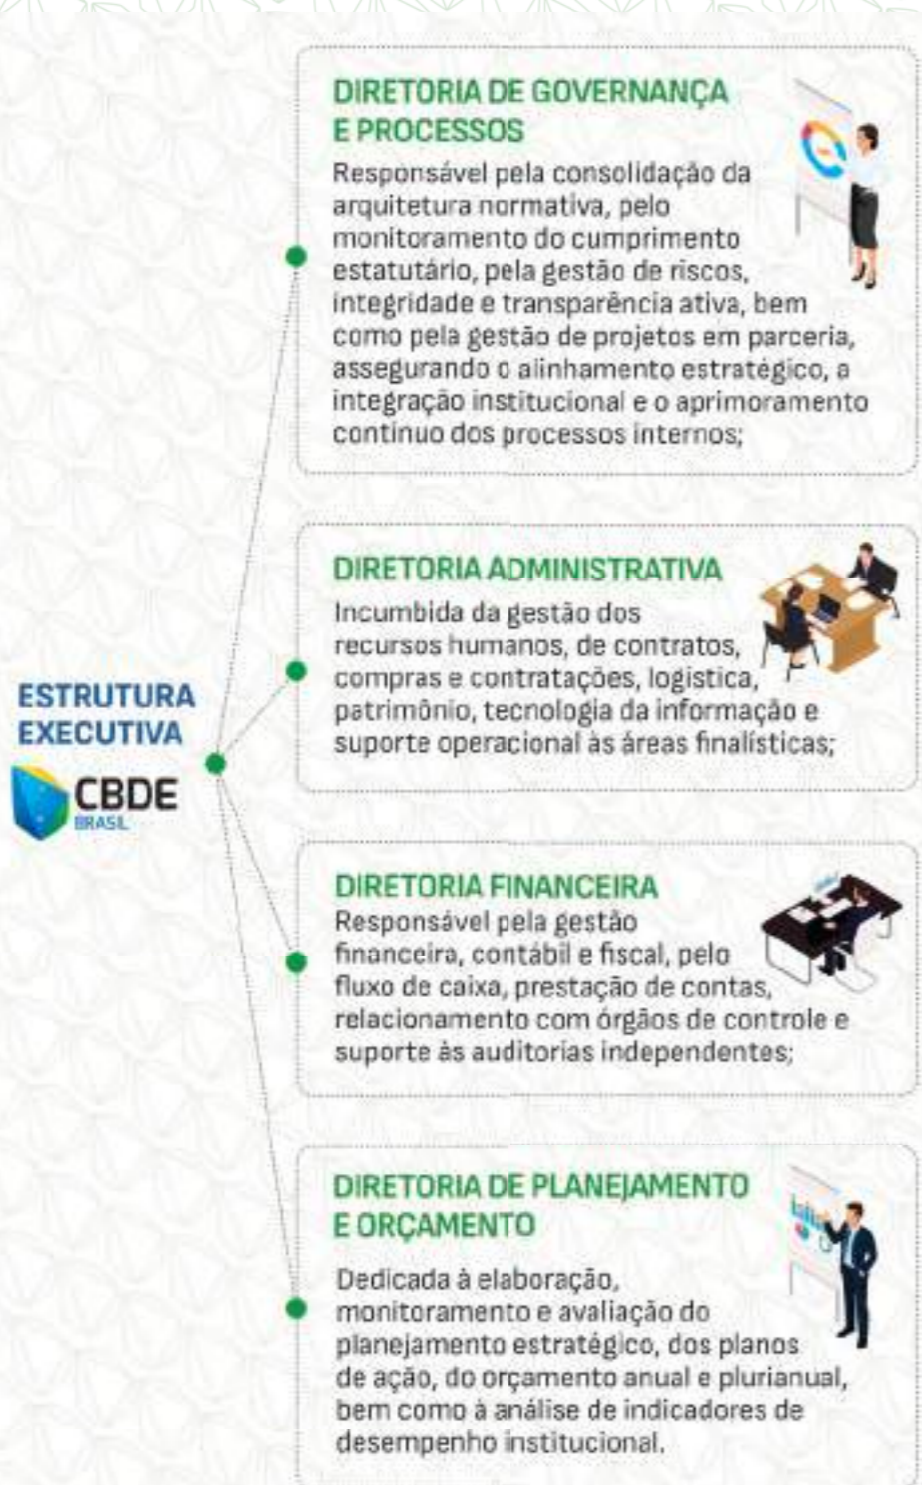 DIRETORIA DE GOVERNANÇA
E PROCESSOS
Responsável pela consolidação da
arquitetura normativa, pelo
monitoramento do cumprimento
estatutário, pela gestão de riscos,
integridade e transparência ativa, bem
como pela gestão de projetos em parceria,
assegurando o alinhamento estratégico, a
integração institucional e o aprimoramento
contínuo dos processos internos;
DIRETORIA ADMINISTRATIVA
Incumbida da gestão dos
recursos humanos, de contratos,
compras e contratações, logística,
patrimônio, tecnologia da informação e
suporte operacional às áreas finalísticas;
ESTRUTURA
EXECUTIVA
CBDE
BRASIL
DIRETORIA FINANCEIRA
Responsável pela gestão
financeira, contábil e fiscal, pelo
fluxo de caixa, prestação de contas,
relacionamento com órgãos de controle e
suporte às auditorias independentes;
DIRETORIA DE PLANEJAMENTO
E ORÇAMENTO
Dedicada à elaboração,
monitoramento e avaliação do
planejamento estratégico, dos planos
de ação, do orçamento anual e plurianual,
bem como à análise de indicadores de
desempenho institucional.